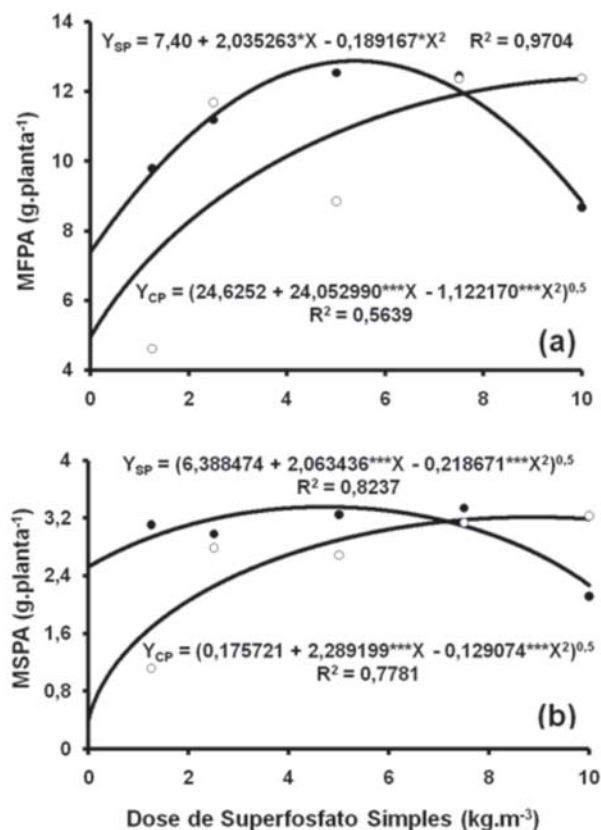 14
12
10
8
6
4
MFPA (g.planta⁻¹)
Y_SP = 7,40 + 2,035263*X - 0,189167*X² R² = 0,9704
Y_CP = (24,6252 + 24,052990***X - 1,122170***X²)⁰,⁵
R² = 0,5639
(a)
0 2 4 6 8 10
4
3,2
2,4
1,6
0,8
0
MSPA (g.planta⁻¹)
Y_SP = (6,388474 + 2,063436***X - 0,218671***X²)⁰,⁵
R² = 0,8237
Y_CP = (0,175721 + 2,289199***X - 0,129074***X²)⁰,⁵
R² = 0,7781
(b)
0 2 4 6 8 10
Dose de Superfosfato Simples (kg.m⁻³)